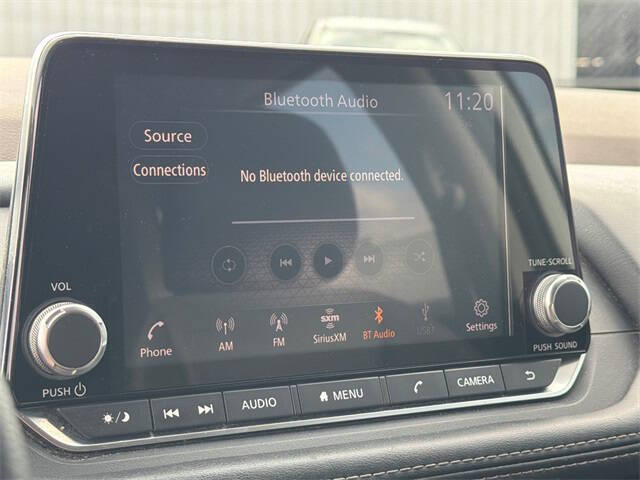 Bluetooth Audio
11:20
Source
Connections
No Bluetooth device connected.
TUNE·SCROLL
VOL
Phone
AM
FM
sxm
SiriusXM
BT Audio
USB1
Settings
PUSH
PUSH SOUND
AUDIO
MENU
CAMERA